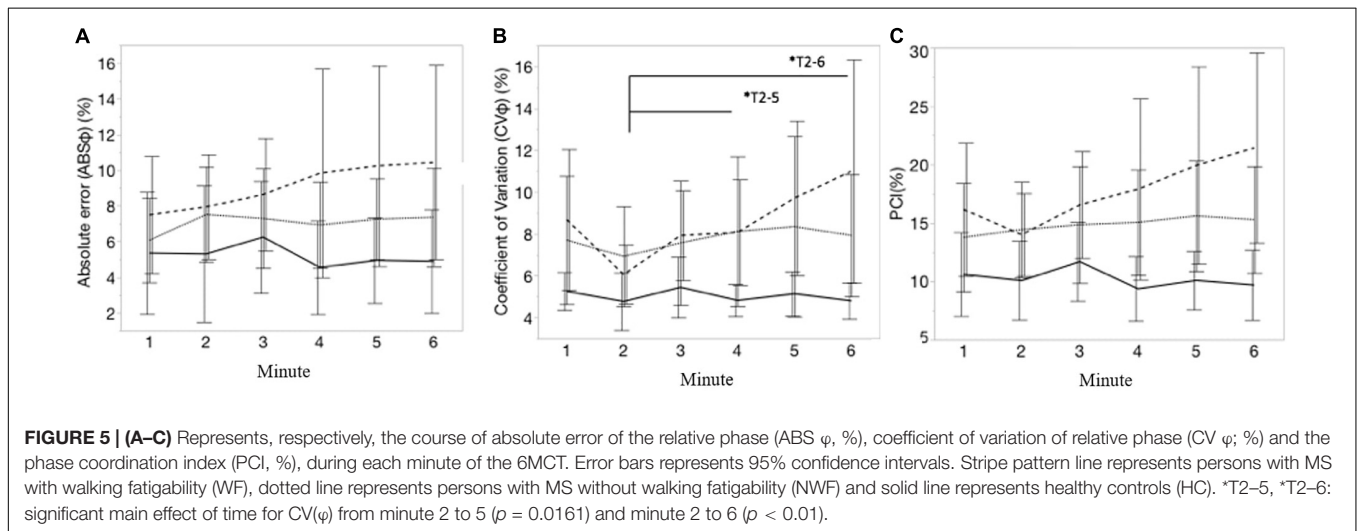 A
Absolute error (ABSϕ) (%)
16
14
12
10
8
6
4
2
1 2 3 4 5 6
Minute
B
Coefficient of Variation (CVϕ) (%)
16
14
12
10
8
6
4
*T2-6
*T2-5
1 2 3 4 5 6
Minute
C
PCI(%)
30
25
20
15
10
5
1 2 3 4 5 6
Minute
FIGURE 5 | (A–C) Represents, respectively, the course of absolute error of the relative phase (ABS φ, %), coefficient of variation of relative phase (CV φ; %) and the
phase coordination index (PCI, %), during each minute of the 6MCT. Error bars represents 95% confidence intervals. Stripe pattern line represents persons with MS
with walking fatigability (WF), dotted line represents persons with MS without walking fatigability (NWF) and solid line represents healthy controls (HC). *T2–5, *T2–6:
significant main effect of time for CV(φ) from minute 2 to 5 (p = 0.0161) and minute 2 to 6 (p < 0.01).